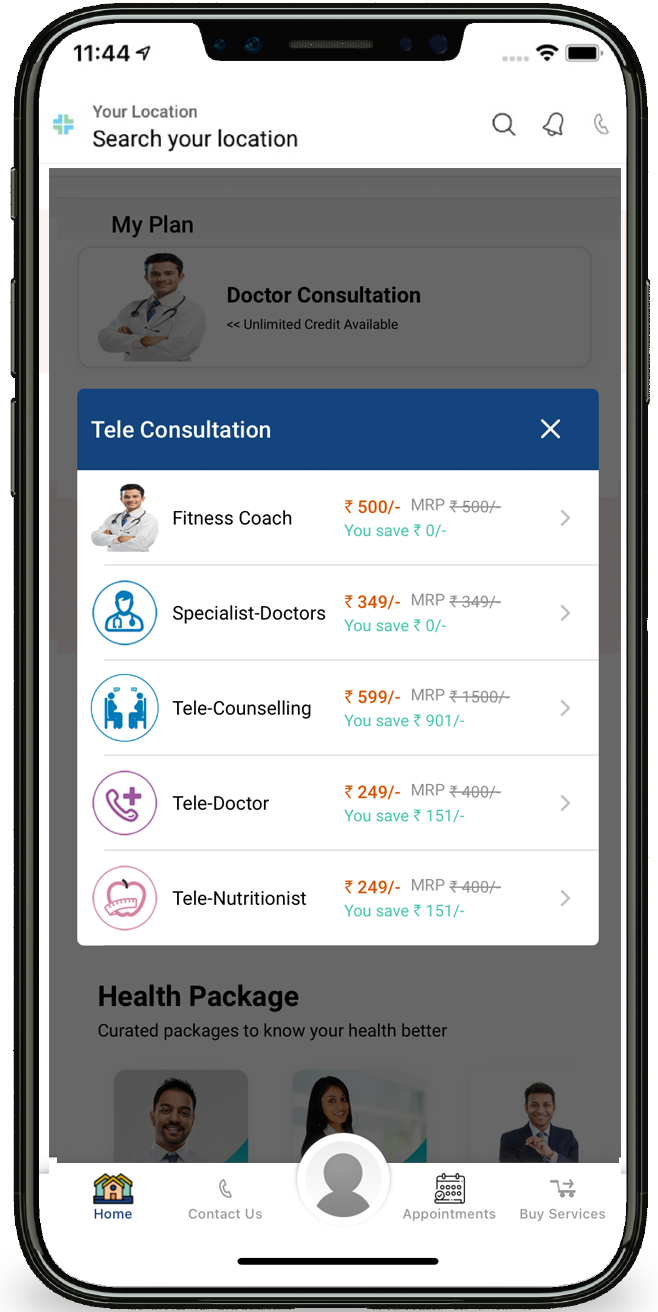 11:44
Your Location
Search your location
My Plan
Doctor Consultation
<< Unlimited Credit Available
Tele Consultation
Fitness Coach
₹ 500/- MRP ₹ 500/-
You save ₹ 0/-
Specialist-Doctors
₹ 349/- MRP ₹ 349/-
You save ₹ 0/-
Tele-Counselling
₹ 599/- MRP ₹ 1500/-
You save ₹ 901/-
Tele-Doctor
₹ 249/- MRP ₹ 400/-
You save ₹ 151/-
Tele-Nutritionist
₹ 249/- MRP ₹ 400/-
You save ₹ 151/-
Health Package
Curated packages to know your health better
Home
Contact Us
Appointments
Buy Services